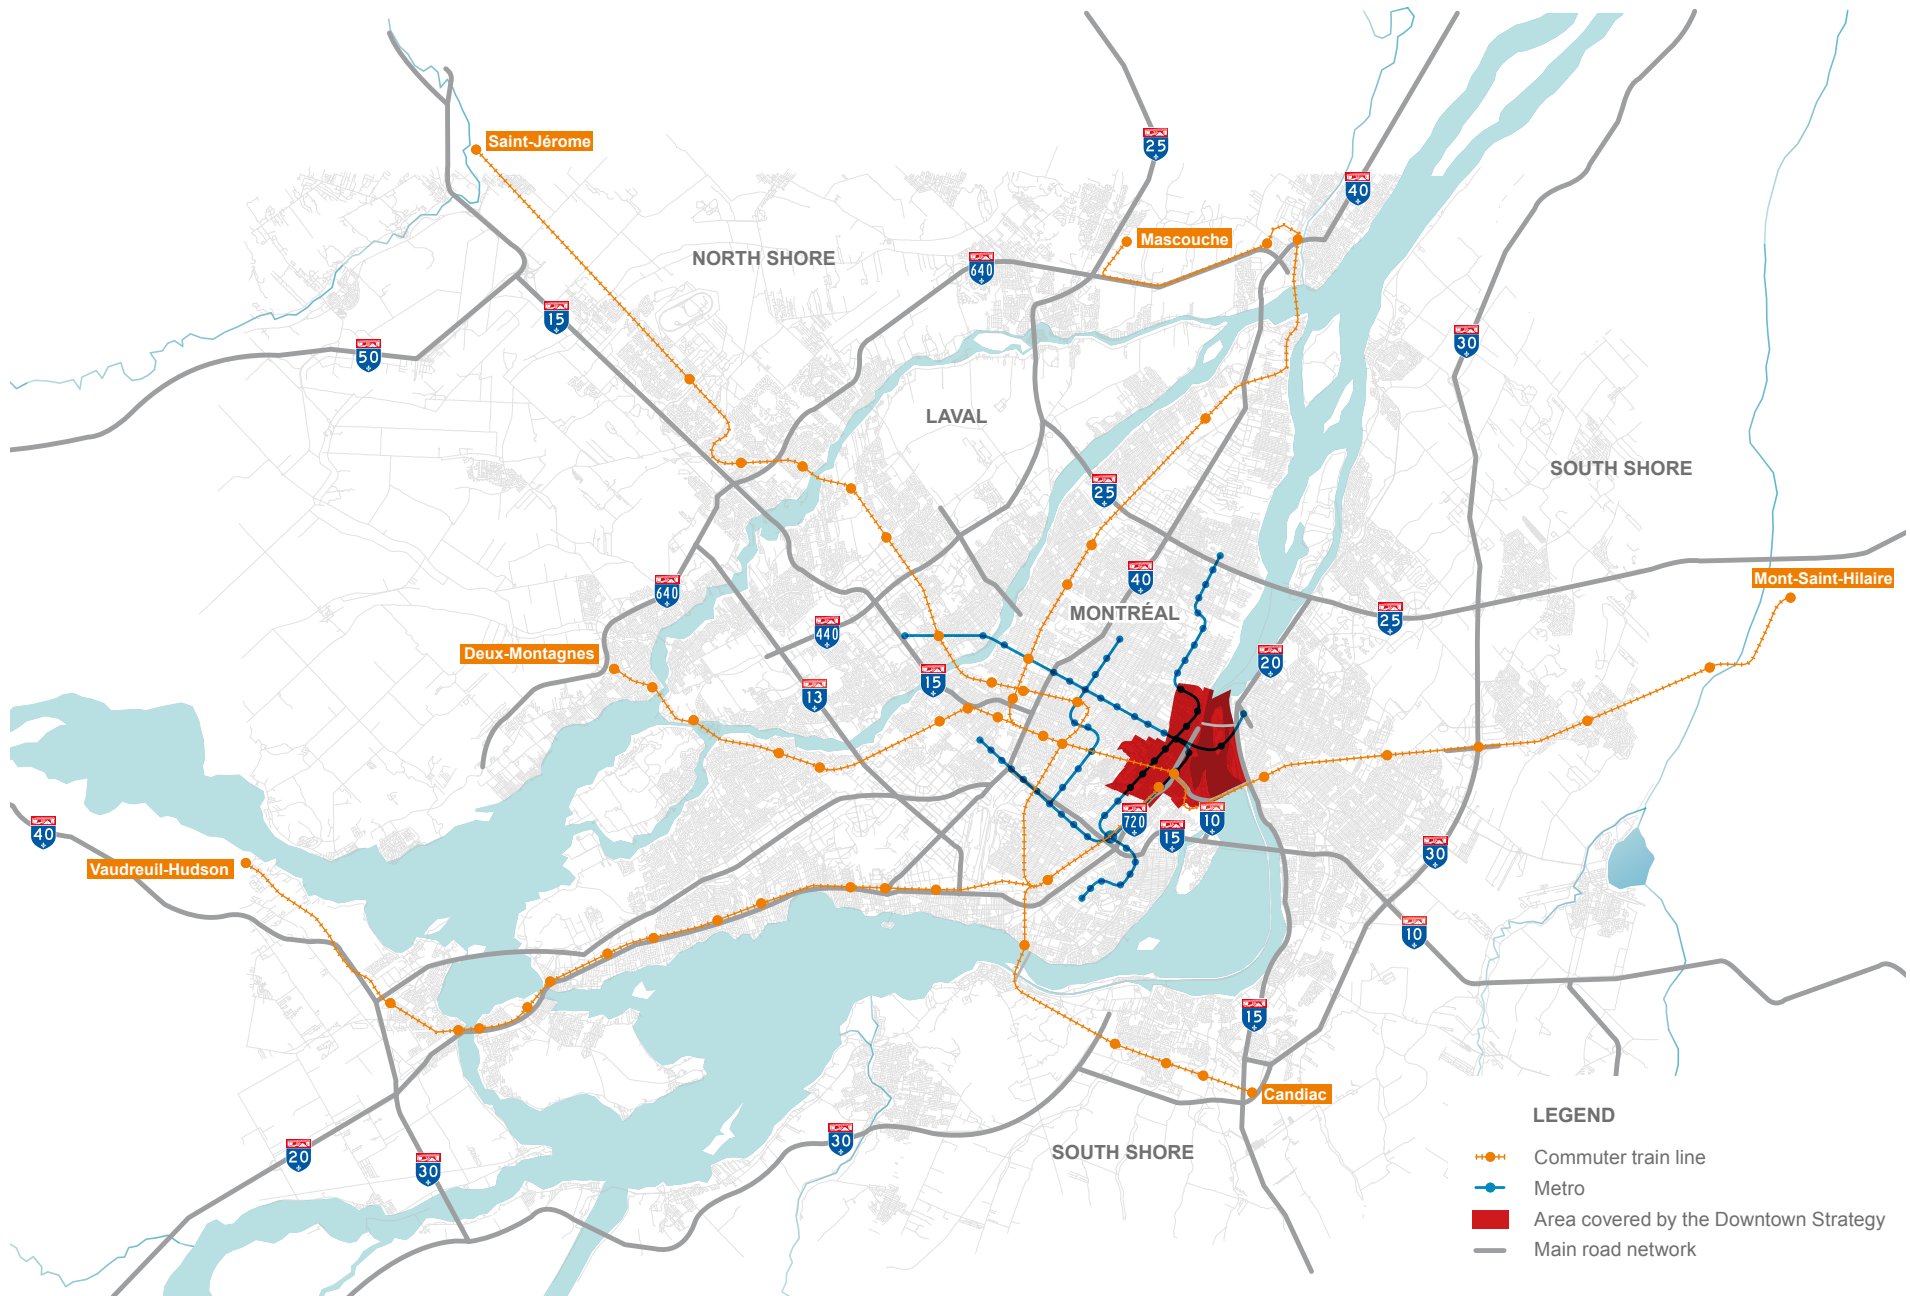 Saint-Jérome
25
40
Mascouche
NORTH SHORE
640
15
50
30
LAVAL
SOUTH SHORE
25
40
Mont-Saint-Hilaire
640
MONTRÉAL
25
440
Deux-Montagnes
20
15
13
720
10
15
40
30
Vaudreuil-Hudson
10
15
Candiac
30
SOUTH SHORE
20
30
LEGEND
Commuter train line
Metro
Area covered by the Downtown Strategy
Main road network